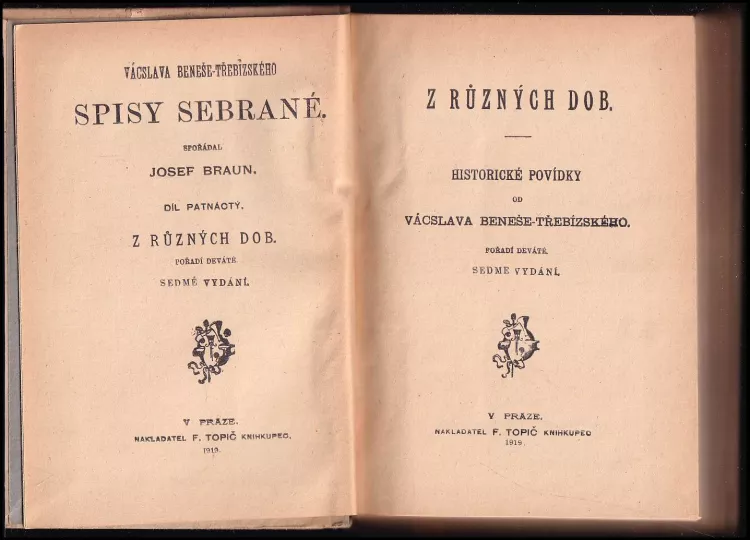 VÁCSLAVA BENEŠE-TŘEBÍZSKÉHO
SPISY SEBRANÉ.
SPOŘÁDAL
JOSEF BRAUN.
DÍL PATNÁCTÝ.
Z RŮZNÝCH DOB.
POŘADÍ DEVÁTÉ.
SEDMÉ VYDÁNÍ.
V PRAZE.
NAKLADATEL F. TOPIČ KNIHKUPEC.
1919.
Z RŮZNÝCH DOB.
HISTORICKÉ POVÍDKY
OD
VÁCSLAVA BENEŠE-TŘEBÍZSKÉHO.
POŘADÍ DEVÁTÉ.
SEDMÉ VYDÁNÍ.
V PRAZE.
NAKLADATEL F. TOPIČ KNIHKUPEC
1919.